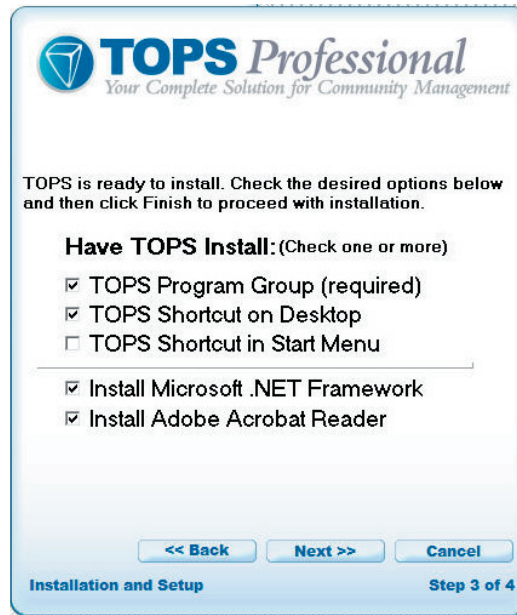 TOPS Professional
Your Complete Solution for Community Management
TOPS is ready to install. Check the desired options below
and then click Finish to proceed with installation.
Have TOPS Install: (Check one or more)
TOPS Program Group (required)
TOPS Shortcut on Desktop
TOPS Shortcut in Start Menu
Install Microsoft .NET Framework
Install Adobe Acrobat Reader
<< Back Next >> Cancel
Installation and Setup Step 3 of 4